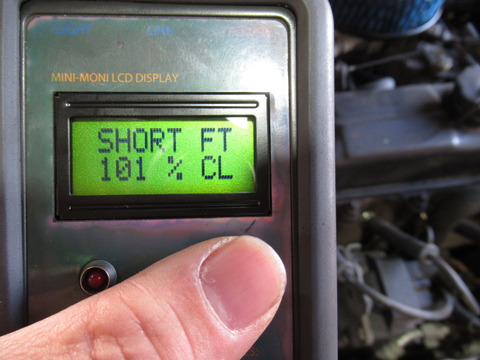 MINI-MONI LCD DISPLAY
SHORT FT
101 % CL